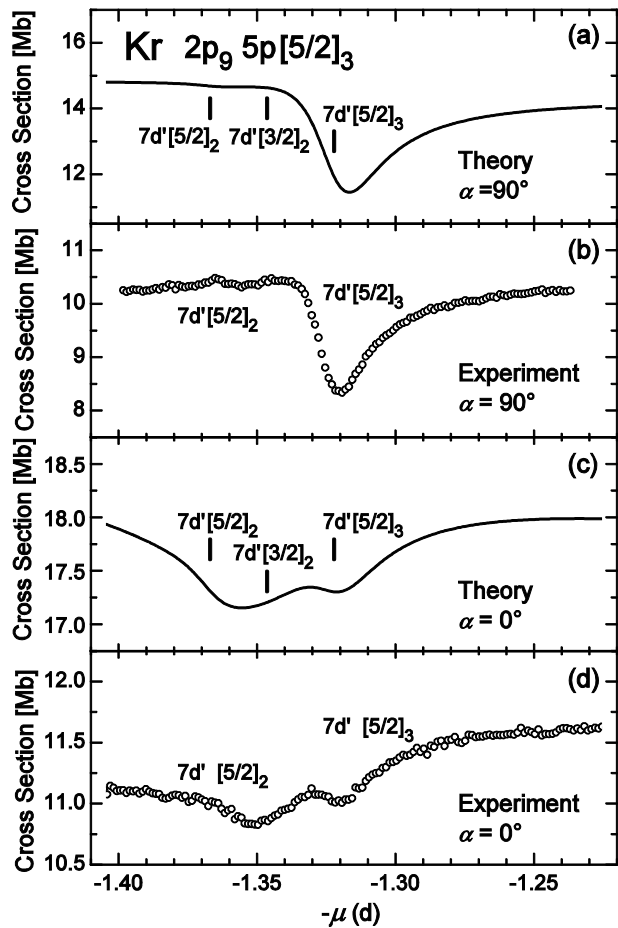 Kr 2p₉ 5p[5/2]₃ (a)
Cross Section [Mb]
16
14
12
7d'[5/2]₂ 7d'[3/2]₂ 7d'[5/2]₃
Theory
α =90°
(b)
Cross Section [Mb]
11
10
9
8
7d'[5/2]₂ 7d'[5/2]₃
Experiment
α = 90°
(c)
Cross Section [Mb]
18.5
18.0
17.5
17.0
7d'[5/2]₂ 7d'[3/2]₂ 7d'[5/2]₃
Theory
α = 0°
(d)
Cross Section [Mb]
12.0
11.5
11.0
10.5
7d' [5/2]₂ 7d' [5/2]₃
Experiment
α = 0°
-1.40 -1.35 -1.30 -1.25
-μ (d)